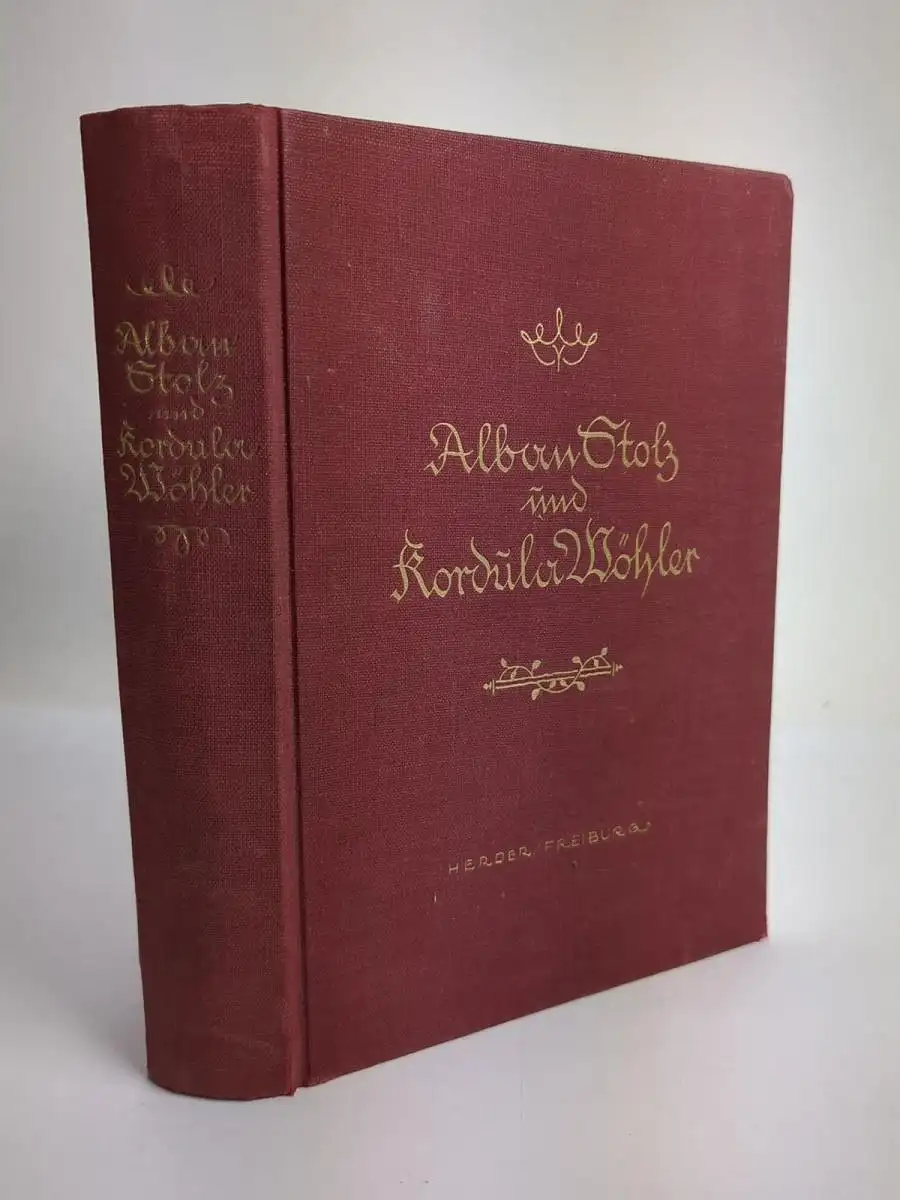 Alban
Stolz
und
Kordula
Wöhler
Alban Stolz
und
Kordula Wöhler
HERDER, FREIBURG